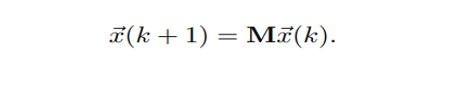 x⃗(k + 1) = Mx⃗(k).